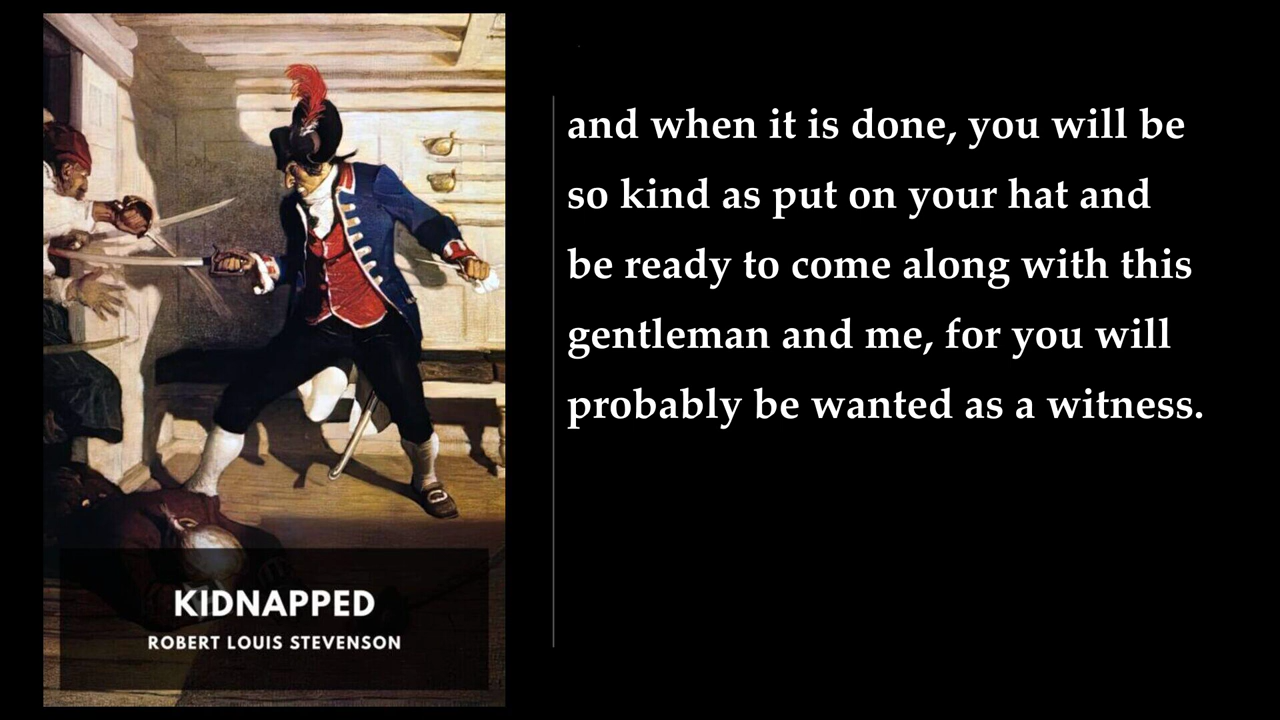 and when it is done, you will be
so kind as put on your hat and
be ready to come along with this
gentleman and me, for you will
probably be wanted as a witness.
KIDNAPPED
ROBERT LOUIS STEVENSON